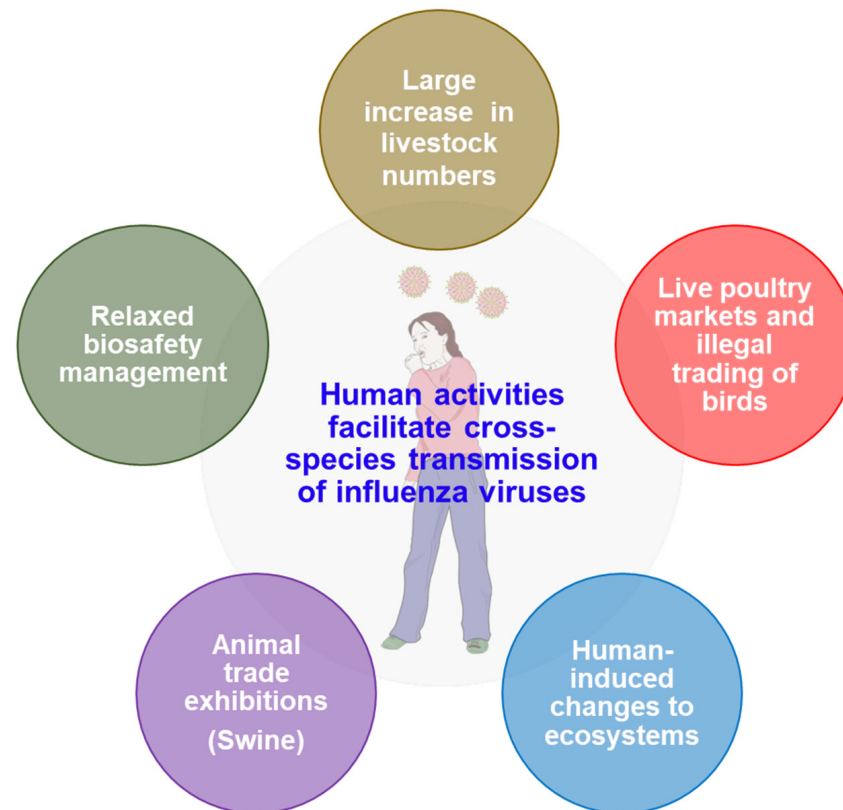 Large
increase in
livestock
numbers
Relaxed
biosafety
management
Live poultry
markets and
illegal
trading of
birds
Human activities
facilitate cross-
species transmission
of influenza viruses
Animal
trade
exhibitions
(Swine)
Human-
induced
changes to
ecosystems